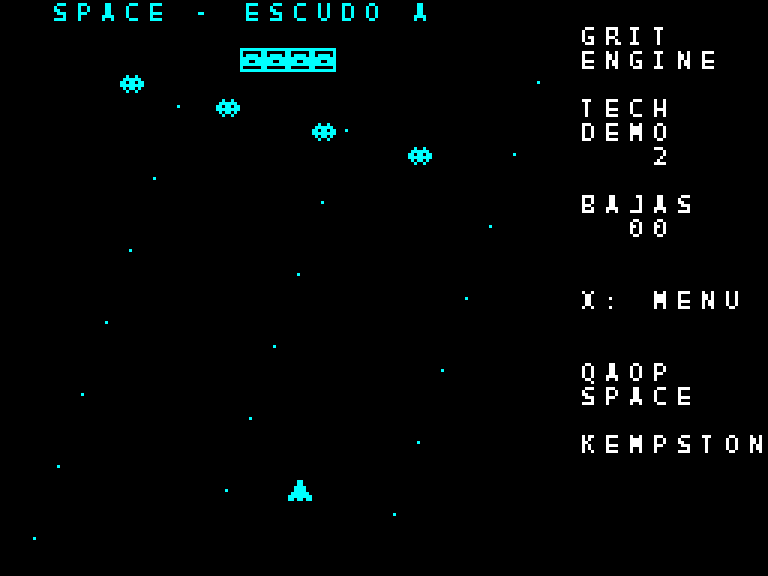 SPACE - ESCUDO A
GRIT
ENGINE
TECH
DEMO
2
BAJAS
00
X: MENU
QAOP
SPACE
KEMPSTON